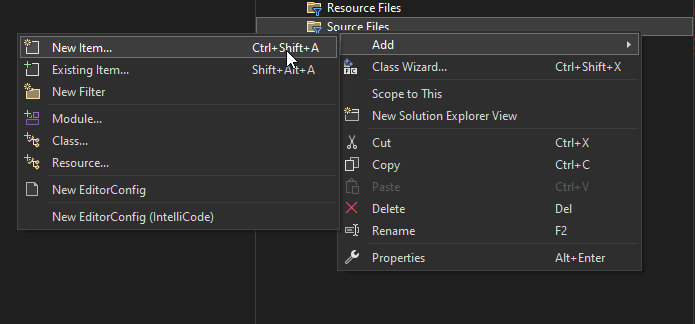 Resource Files
Source Files
New Item... Ctrl+Shift+A
Existing Item... Shift+Alt+A
New Filter
Module...
Class...
Resource...
New EditorConfig
New EditorConfig (IntelliCode)
Add
Class Wizard... Ctrl+Shift+X
Scope to This
New Solution Explorer View
Cut Ctrl+X
Copy Ctrl+C
Paste Ctrl+V
Delete Del
Rename F2
Properties Alt+Enter